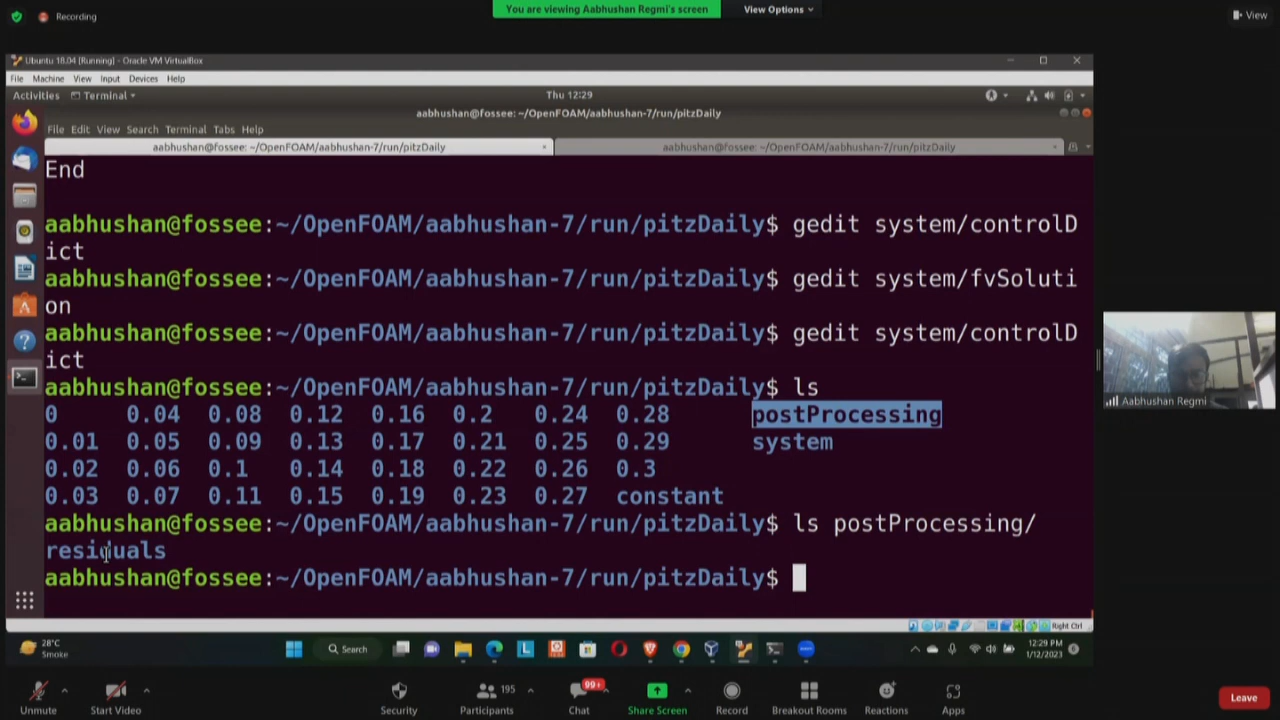 Recording
You are viewing Aabhushan Regmi's screen
View Options
View
Ubuntu 18.04 [Running] - Oracle VM VirtualBox
File Machine View Input Devices Help
Activities Terminal Thu 12:29
aabhushan@fossee: ~/OpenFOAM/aabhushan-7/run/pitzDaily
File Edit View Search Terminal Tabs Help
aabhushan@fossee: ~/OpenFOAM/aabhushan-7/run/pitzDaily aabhushan@fossee: ~/OpenFOAM/aabhushan-7/run/pitzDaily
End
aabhushan@fossee:~/OpenFOAM/aabhushan-7/run/pitzDaily$ gedit system/controlD
ict
aabhushan@fossee:~/OpenFOAM/aabhushan-7/run/pitzDaily$ gedit system/fvSoluti
on
aabhushan@fossee:~/OpenFOAM/aabhushan-7/run/pitzDaily$ gedit system/controlD
ict
aabhushan@fossee:~/OpenFOAM/aabhushan-7/run/pitzDaily$ ls
0 0.04 0.08 0.12 0.16 0.2 0.24 0.28 postProcessing
0.01 0.05 0.09 0.13 0.17 0.21 0.25 0.29 system
0.02 0.06 0.1 0.14 0.18 0.22 0.26 0.3
0.03 0.07 0.11 0.15 0.19 0.23 0.27 constant
aabhushan@fossee:~/OpenFOAM/aabhushan-7/run/pitzDaily$ ls postProcessing/
residuals
aabhushan@fossee:~/OpenFOAM/aabhushan-7/run/pitzDaily$
Aabhushan Regmi
Right Ctrl
28°C
Smoke
Search
12:29 PM
1/12/2023
Unmute
Start Video
Security
195
Participants
99+
Chat
Share Screen
Record
Breakout Rooms
Reactions
Apps
Leave